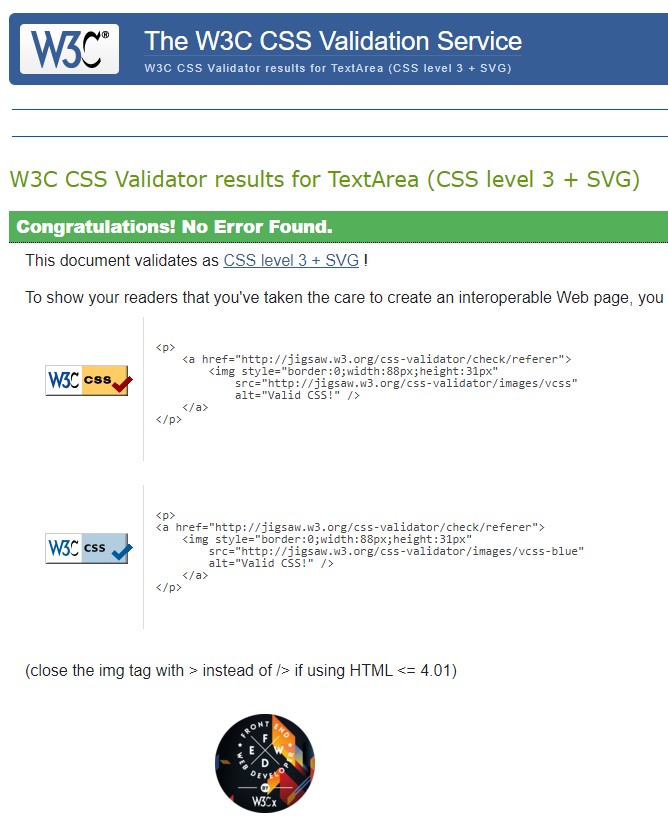 W3C®
The W3C CSS Validation Service
W3C CSS Validator results for TextArea (CSS level 3 + SVG)
W3C CSS Validator results for TextArea (CSS level 3 + SVG)
Congratulations! No Error Found.
This document validates as CSS level 3 + SVG !
To show your readers that you've taken the care to create an interoperable Web page, you
W3C css
<p>
<a href="http://jigsaw.w3.org/css-validator/check/referer">
<img style="border:0;width:88px;height:31px"
src="http://jigsaw.w3.org/css-validator/images/vcss"
alt="Valid CSS!" />
</a>
</p>
W3C css
<p>
<a href="http://jigsaw.w3.org/css-validator/check/referer">
<img style="border:0;width:88px;height:31px"
src="http://jigsaw.w3.org/css-validator/images/vcss-blue"
alt="Valid CSS!" />
</a>
</p>
(close the img tag with > instead of /> if using HTML <= 4.01)
FRONT END
F
E W
D
WEB DEVELOPER
BY
W3Cx